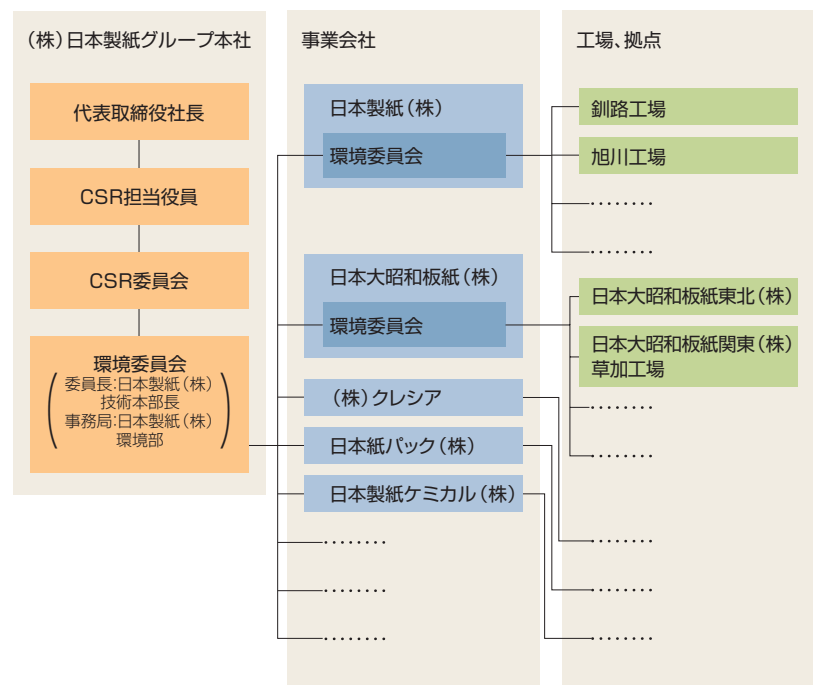 (株)日本製紙グループ本社
代表取締役社長
CSR担当役員
CSR委員会
環境委員会
委員長:日本製紙(株)
技術本部長
事務局:日本製紙(株)
環境部
事業会社
日本製紙(株)
環境委員会
日本大昭和板紙(株)
環境委員会
(株)クレシア
日本紙パック(株)
日本製紙ケミカル(株)
‥‥‥‥
‥‥‥‥
‥‥‥‥
工場、拠点
釧路工場
旭川工場
‥‥‥‥
‥‥‥‥
日本大昭和板紙東北(株)
日本大昭和板紙関東(株)
草加工場
‥‥‥‥
‥‥‥‥
‥‥‥‥
‥‥‥‥
‥‥‥‥